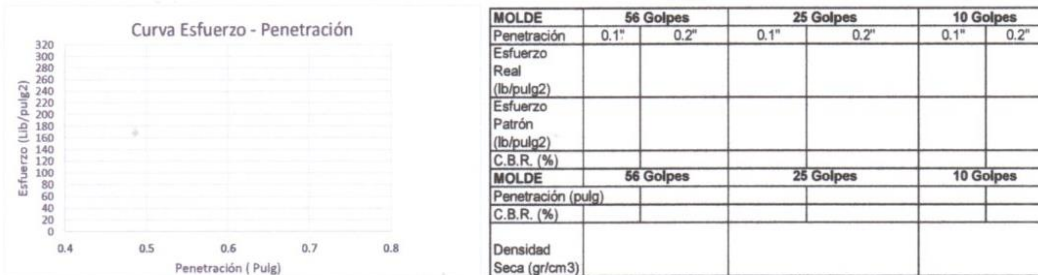 Curva Esfuerzo - Penetración
Esfuerzo (Lib/pulg2)
320
300
280
260
240
220
200
180
160
140
120
100
80
60
40
20
0
0.4 0.5 0.6 0.7 0.8
Penetración ( Pulg)
MOLDE 56 Golpes 25 Golpes 10 Golpes
Penetración 0.1" 0.2" 0.1" 0.2" 0.1" 0.2"
Esfuerzo
Real
(lb/pulg2)
Esfuerzo
Patrón
(lb/pulg2)
C.B.R. (%)
MOLDE 56 Golpes 25 Golpes 10 Golpes
Penetración (pulg)
C.B.R. (%)
Densidad
Seca (gr/cm3)